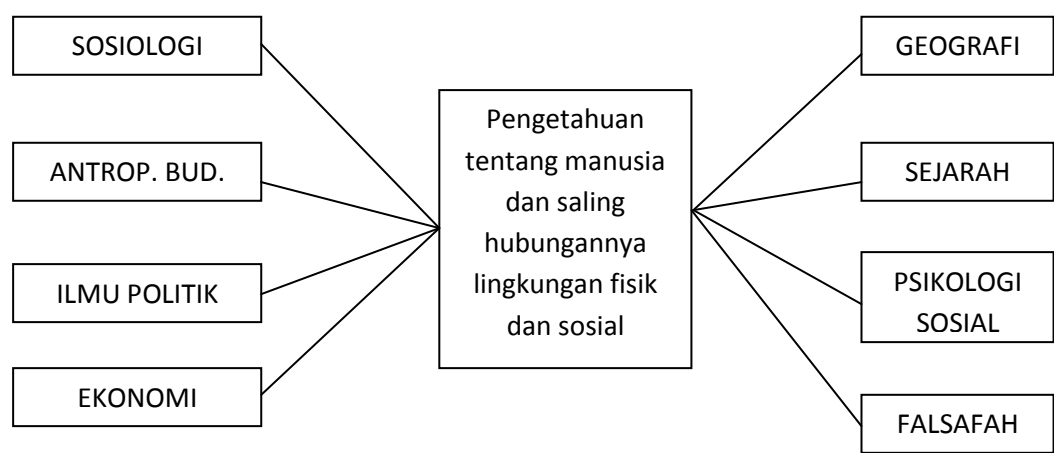 SOSIOLOGI
ANTROP. BUD.
ILMU POLITIK
EKONOMI
Pengetahuan
tentang manusia
dan saling
hubungannya
lingkungan fisik
dan sosial
GEOGRAFI
SEJARAH
PSIKOLOGI
SOSIAL
FALSAFAH